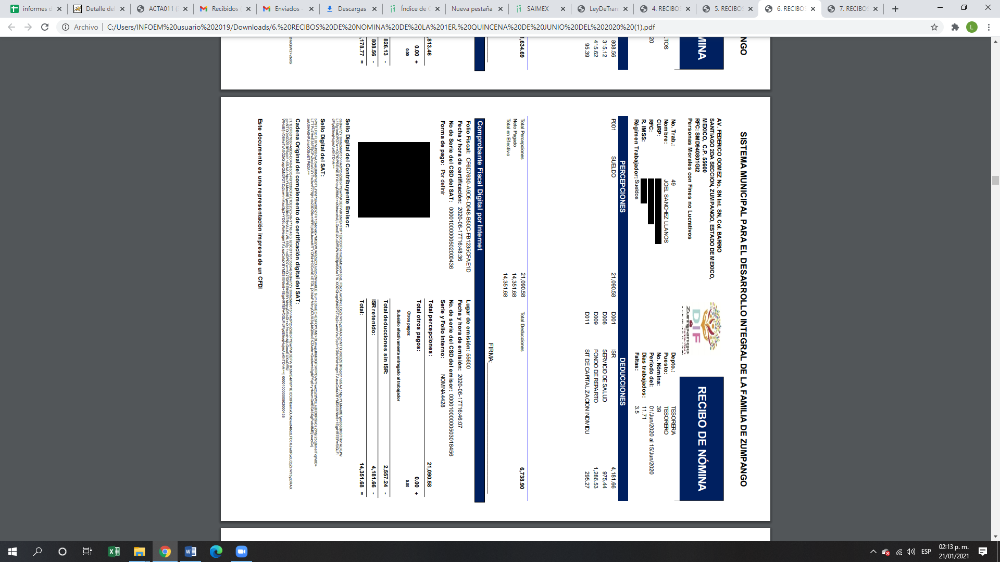 informes d
Detalle del
ACTA011 (
Recibidos (
Enviados -
Descargas
Índice de C
Nueva pestaña
SAIMEX
LeyDeTran
4. RECIBOS
5. RECIBOS
6. RECIBOS
7. RECIBOS
Archivo
C:/Users/INFOEM%20usuario%202019/Downloads/6.%20RECIBOS%20DE%20NOMINA%20DE%20LA%201ER.%20QUINCENA%20DE%20JUNIO%20DEL%202020%20(1).pdf
L
NGO
MINA
LTOS
20
808.56
315.12
415.62
95.39
1,634.69
,813.46
0.00 +
0.00
826.13 -
808.56 -
,178.77 =
SISTEMA MUNICIPAL PARA EL DESARROLLO INTEGRAL DE LA FAMILIA DE ZUMPANGO
AV. FEDERICO GOMEZ No. SN Int. SN, Col. BARRIO
SANTIAGO 2DA SECCION, ZUMPANGO, ESTADO DE MEXICO,
MEXICO, C.P. 55600
RFC: SMD940801GI2
Personas Morales con Fines no Lucrativos
DIF
Zumpango
RECIBO DE NÓMINA
No. Trab.: 49
Nombre: JOEL SANCHEZ LLANOS
CURP:
RFC:
R. IMSS:
Régimen Trabajador: Sueldos
Depto.: TESORERIA
Puesto: TESORERO
No. Nómina: 39
Periodo del: 01/Jun/2020 al 15/Jun/2020
Días trabajados: 11.71
Faltas: 3.5
PERCEPCIONES DEDUCCIONES
P001 SUELDO 21,090.58 D001 ISR 4,181.66
D008 SERVICIO DE SALUD 975.44
D009 FONDO DE REPARTO 1,286.53
D011 SIT DE CAPITALIZACION INDIVIDU 295.27
Total Percepciones 21,090.58 Total Deducciones 6,738.90
Neto Pagado 14,351.68
Total en Efectivo 14,351.68
FIRMA:
Comprobante Fiscal Digital por Internet
Folio Fiscal: CF6D7630-A9D5-D048-B50C-FB1235CFAE1D
Fecha y hora de certificación: 2020-06-17T16:48:36
No de Serie del CSD del SAT: 00001000000502000436
Forma de pago: Por definir
Lugar de emisión: 55600
Fecha y hora de emisión: 2020-06-17T16:46:07
No. de serie del CSD del emisor: 00001000000503018456
Serie y Folio interno: NOMINA4428
Total percepciones: 21,090.58
Total otros pagos: 0.00 +
Otros pagos:
Subsidio efectivamente entregado al trabajador 0.00
Total deducciones sin ISR: 2,557.24 -
ISR retenido: 4,181.66 -
Total: 14,351.68 =
Sello Digital del Contribuyente Emisor:
Sello Digital del SAT:
Cadena Original del complemento de certificación digital del SAT:
Este documento es una representación impresa de un CFDI
ESP
02:13 p. m.
21/01/2021